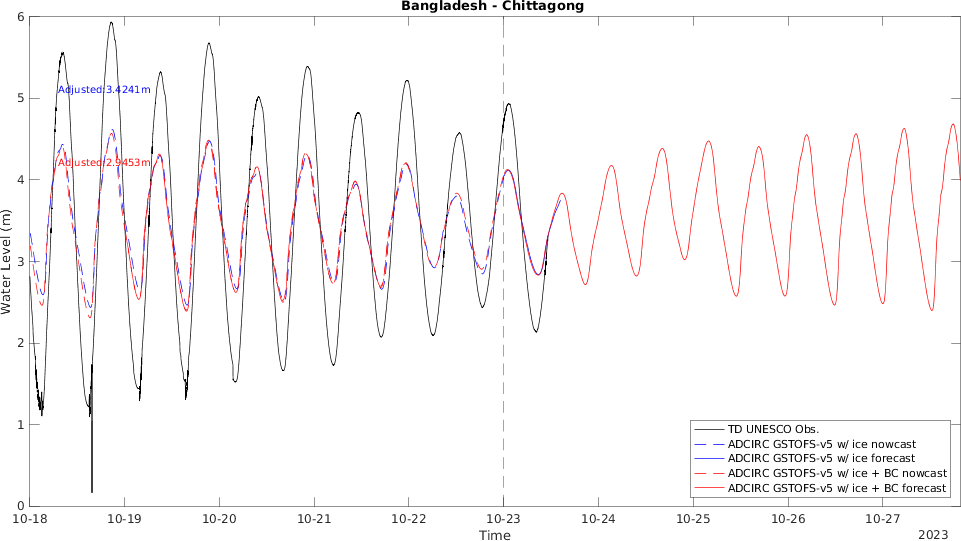 Bangladesh - Chittagong
6
5
4
3
2
1
0
Water Level (m)
Adjusted:3.4241m
Adjusted:2.9453m
TD UNESCO Obs.
ADCIRC GSTOFS-v5 w/ ice nowcast
ADCIRC GSTOFS-v5 w/ ice forecast
ADCIRC GSTOFS-v5 w/ ice + BC nowcast
ADCIRC GSTOFS-v5 w/ ice + BC forecast
10-18 10-19 10-20 10-21 10-22 10-23 10-24 10-25 10-26 10-27
Time
2023